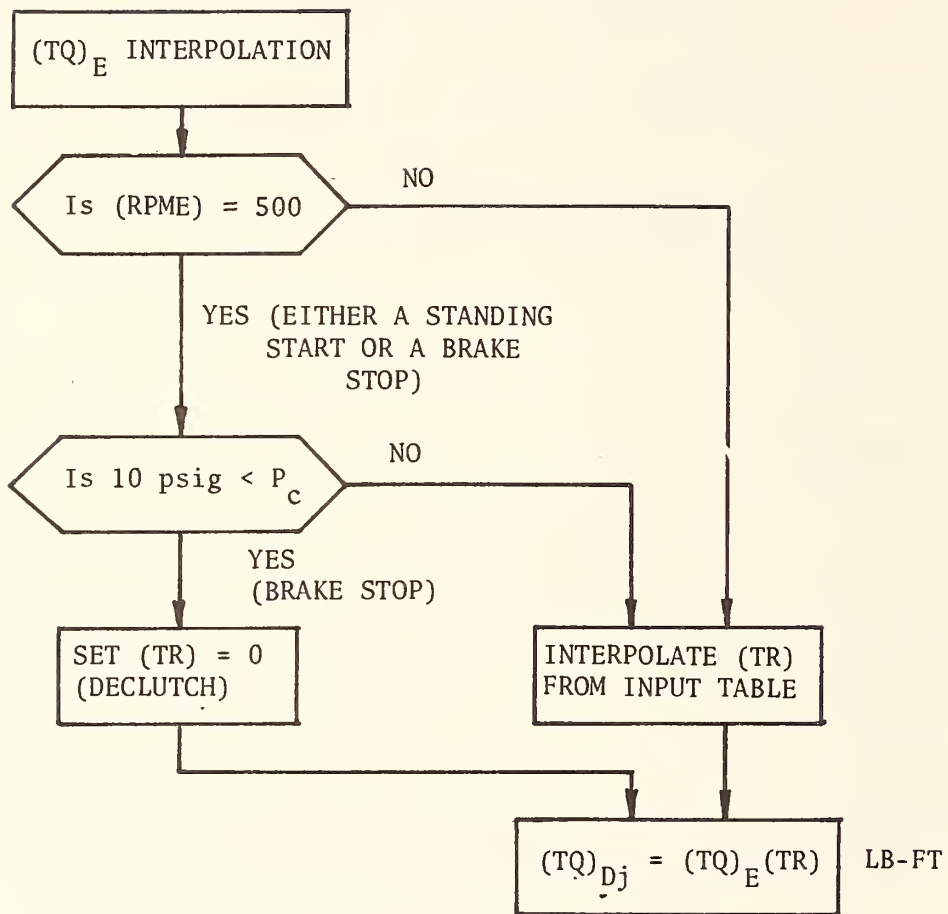 (TQ)E INTERPOLATION
Is (RPME) = 500
NO
YES (EITHER A STANDING
START OR A BRAKE
STOP)
Is 10 psig < Pc
NO
YES
(BRAKE STOP)
SET (TR) = 0
(DECLUTCH)
INTERPOLATE (TR)
FROM INPUT TABLE
(TQ)Dj = (TQ)E(TR) LB-FT